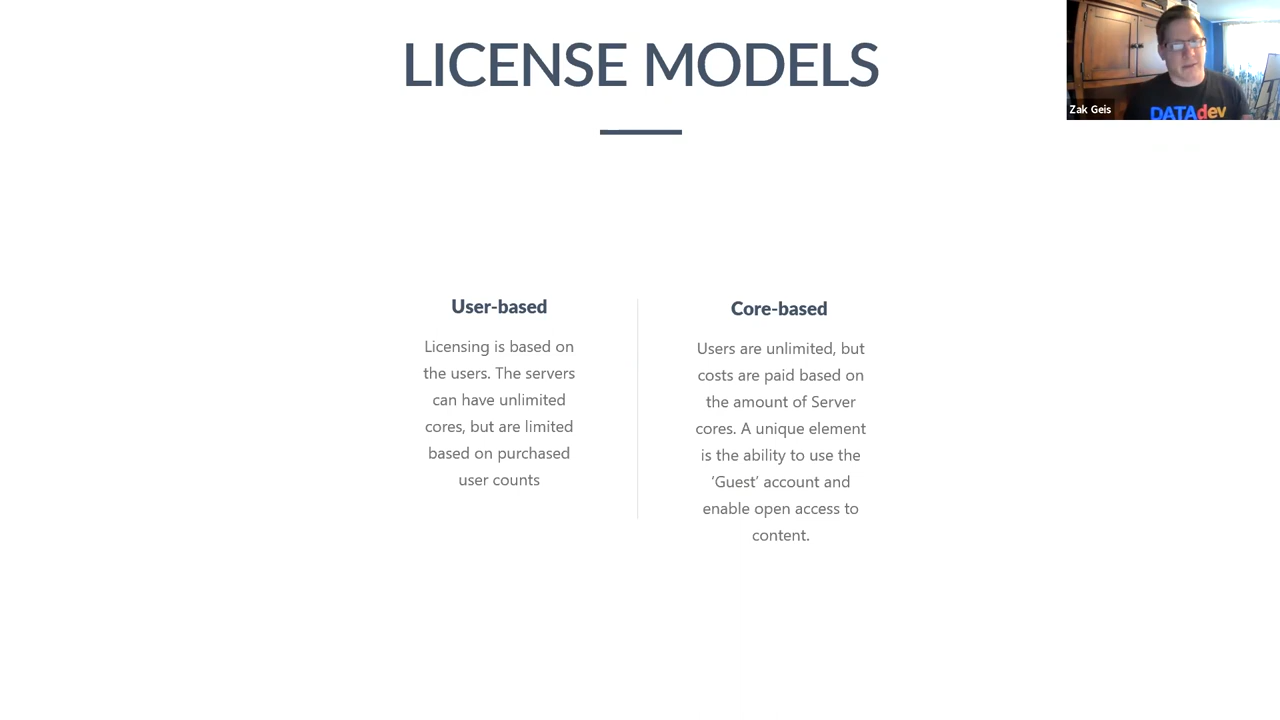 LICENSE MODELS
Zak Geis
DATAdev
User-based
Licensing is based on
the users. The servers
can have unlimited
cores, but are limited
based on purchased
user counts
Core-based
Users are unlimited, but
costs are paid based on
the amount of Server
cores. A unique element
is the ability to use the
‘Guest’ account and
enable open access to
content.